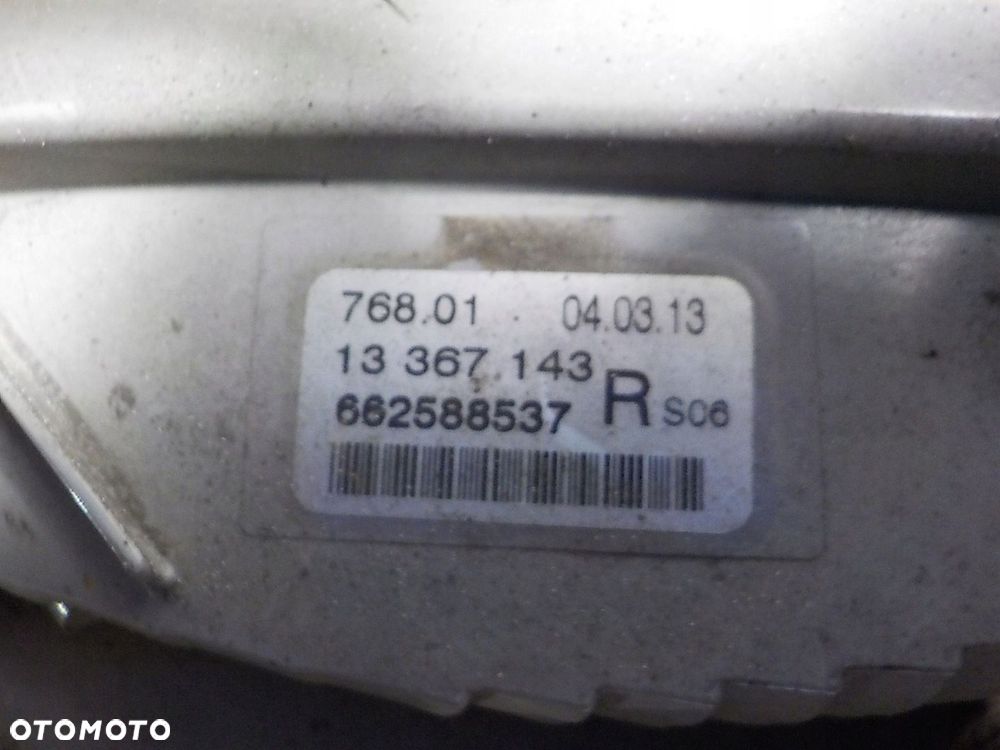 768.01 04.03.13
13 367 143
R S06
662588537
OTOMOTO